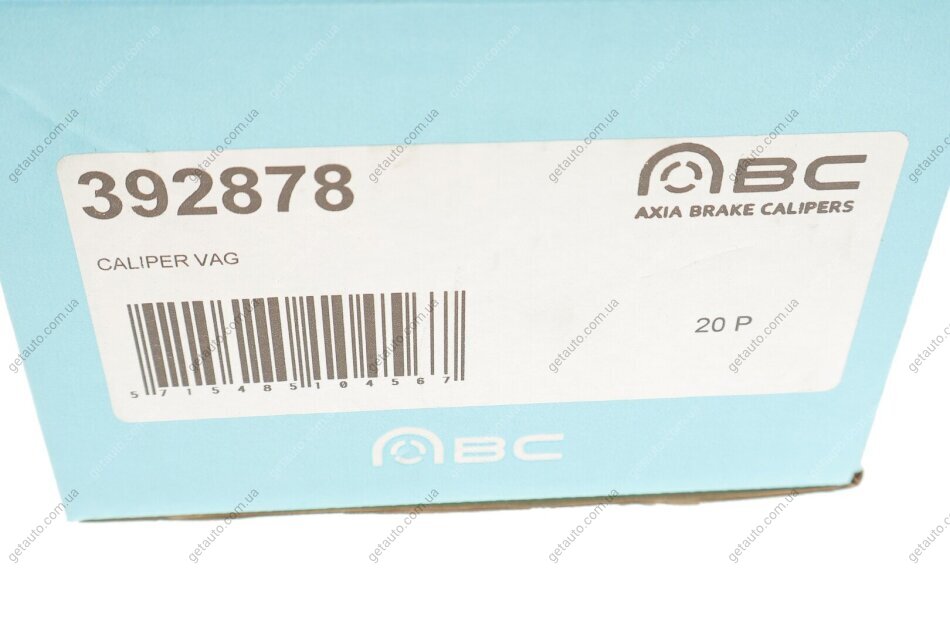 392878
ABC
AXIA BRAKE CALIPERS
CALIPER VAG
20 P
5715485104567
ABC
getauto.com.ua